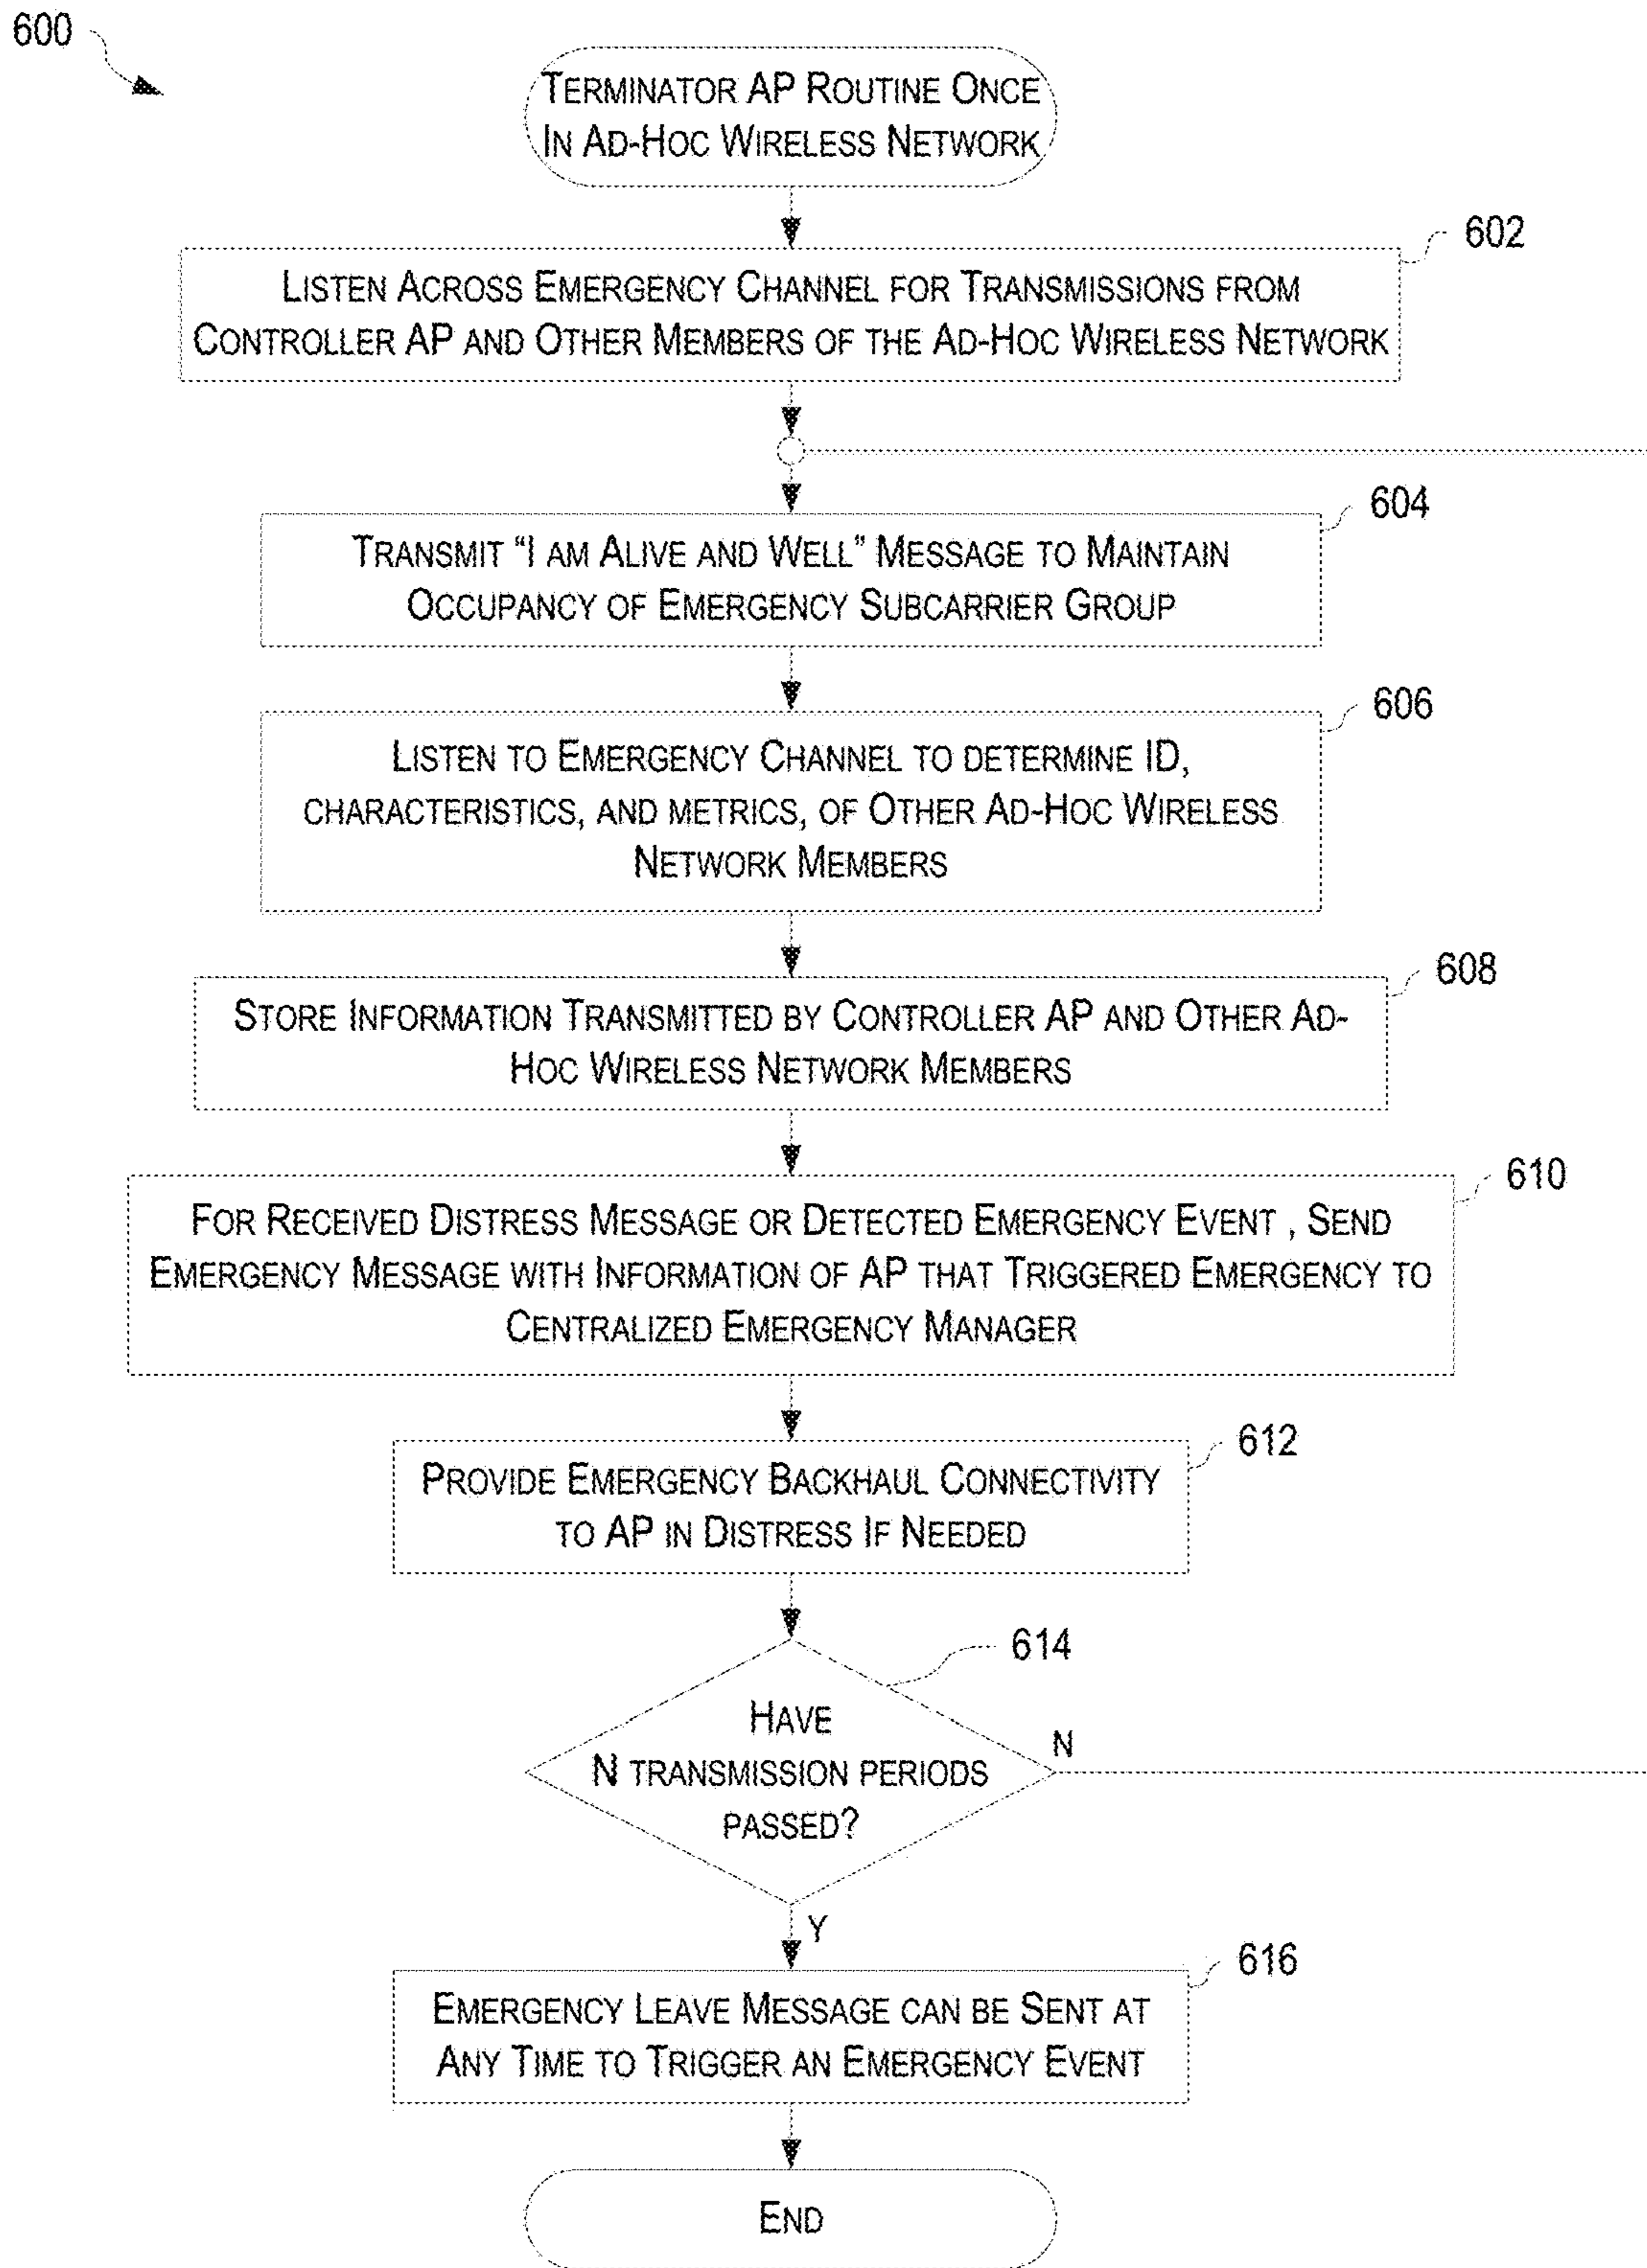 600
TERMINATOR AP ROUTINE ONCE
IN AD-HOC WIRELESS NETWORK
602
LISTEN ACROSS EMERGENCY CHANNEL FOR TRANSMISSIONS FROM
CONTROLLER AP AND OTHER MEMBERS OF THE AD-HOC WIRELESS NETWORK
604
TRANSMIT “I AM ALIVE AND WELL” MESSAGE TO MAINTAIN
OCCUPANCY OF EMERGENCY SUBCARRIER GROUP
606
LISTEN TO EMERGENCY CHANNEL TO DETERMINE ID,
CHARACTERISTICS, AND METRICS, OF OTHER AD-HOC WIRELESS
NETWORK MEMBERS
608
STORE INFORMATION TRANSMITTED BY CONTROLLER AP AND OTHER AD-
HOC WIRELESS NETWORK MEMBERS
610
FOR RECEIVED DISTRESS MESSAGE OR DETECTED EMERGENCY EVENT , SEND
EMERGENCY MESSAGE WITH INFORMATION OF AP THAT TRIGGERED EMERGENCY TO
CENTRALIZED EMERGENCY MANAGER
612
PROVIDE EMERGENCY BACKHAUL CONNECTIVITY
TO AP IN DISTRESS IF NEEDED
614
HAVE
N TRANSMISSION PERIODS
PASSED?
N
Y
616
EMERGENCY LEAVE MESSAGE CAN BE SENT AT
ANY TIME TO TRIGGER AN EMERGENCY EVENT
END